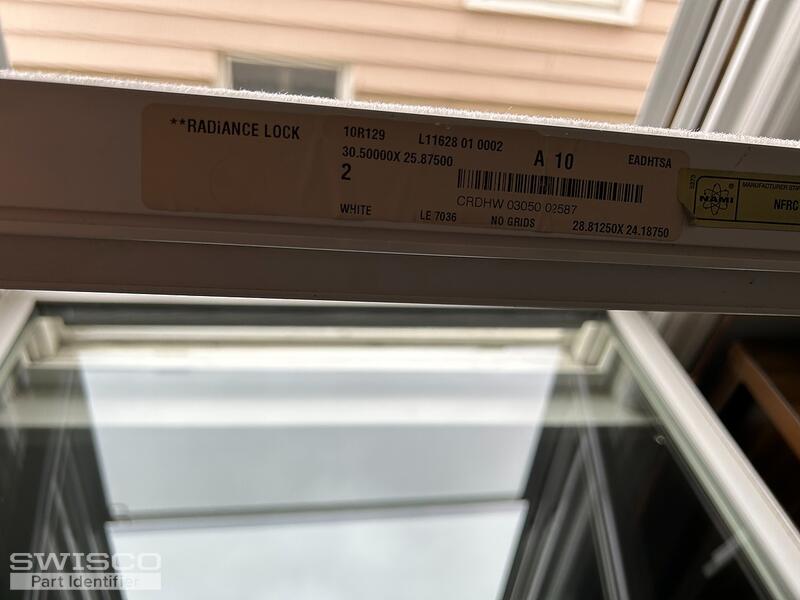 **RADiANCE LOCK
10R129 L11628 01 0002
30.50000X 25.87500 A 10 EADHTSA
2
CRDHW 03050 02587
WHITE LE 7036 NO GRIDS 28.81250X 24.18750
NAMI
MANUFACTURER
NFRC
SWISCO
Part Identifier